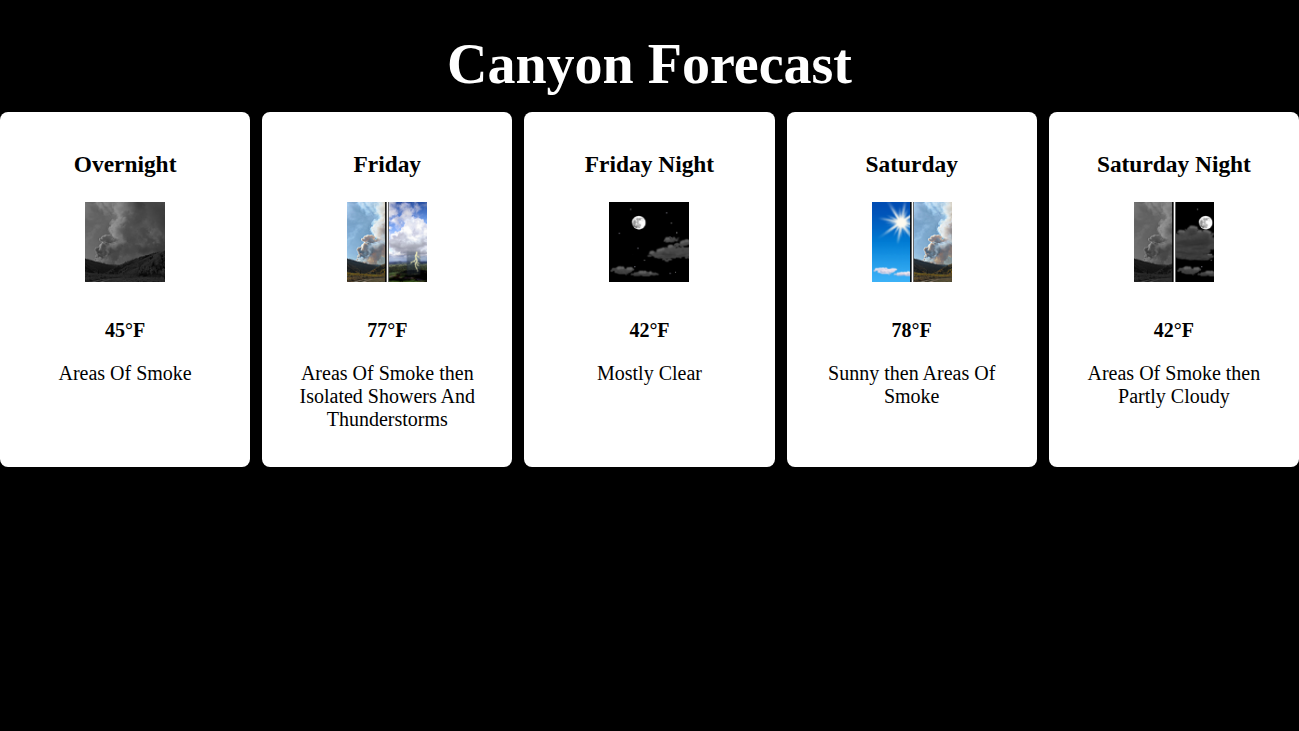 Canyon Forecast
Overnight
45°F
Areas Of Smoke
Friday
77°F
Areas Of Smoke then
Isolated Showers And
Thunderstorms
Friday Night
42°F
Mostly Clear
Saturday
78°F
Sunny then Areas Of
Smoke
Saturday Night
42°F
Areas Of Smoke then
Partly Cloudy